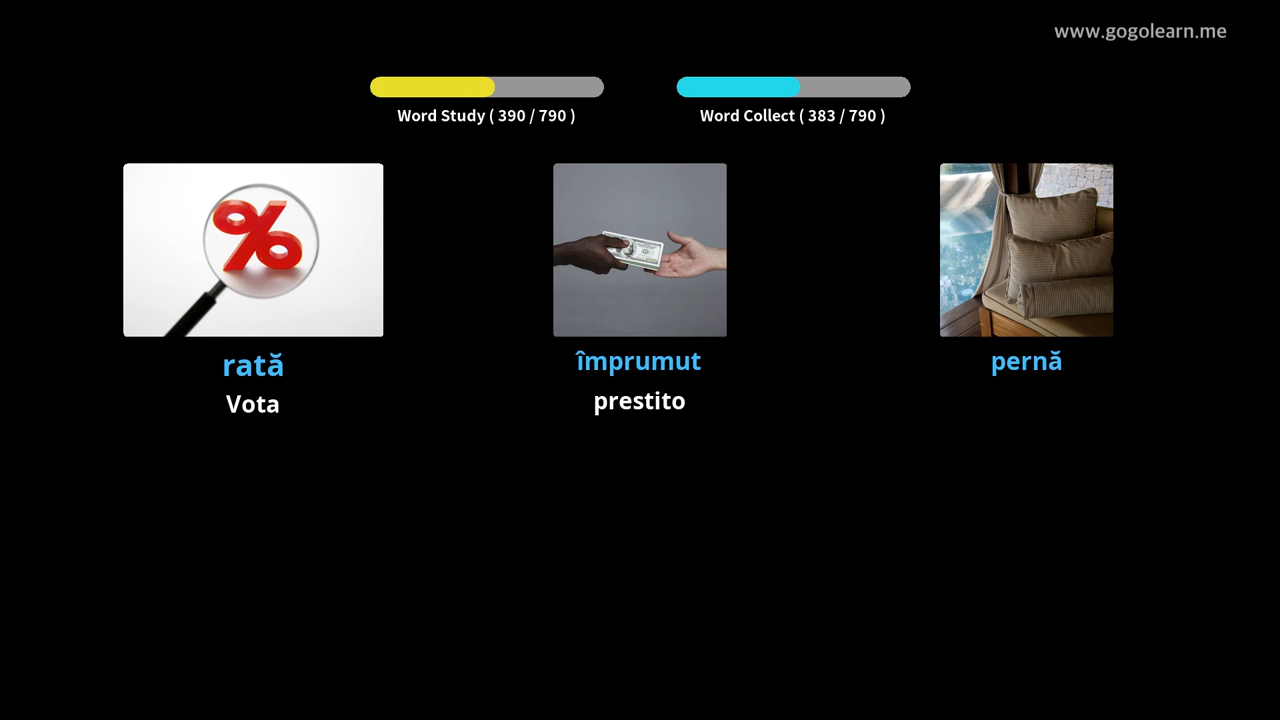 www.gogolearn.me
Word Study ( 390 / 790 )
Word Collect ( 383 / 790 )
rată
Vota
împrumut
prestito
pernă